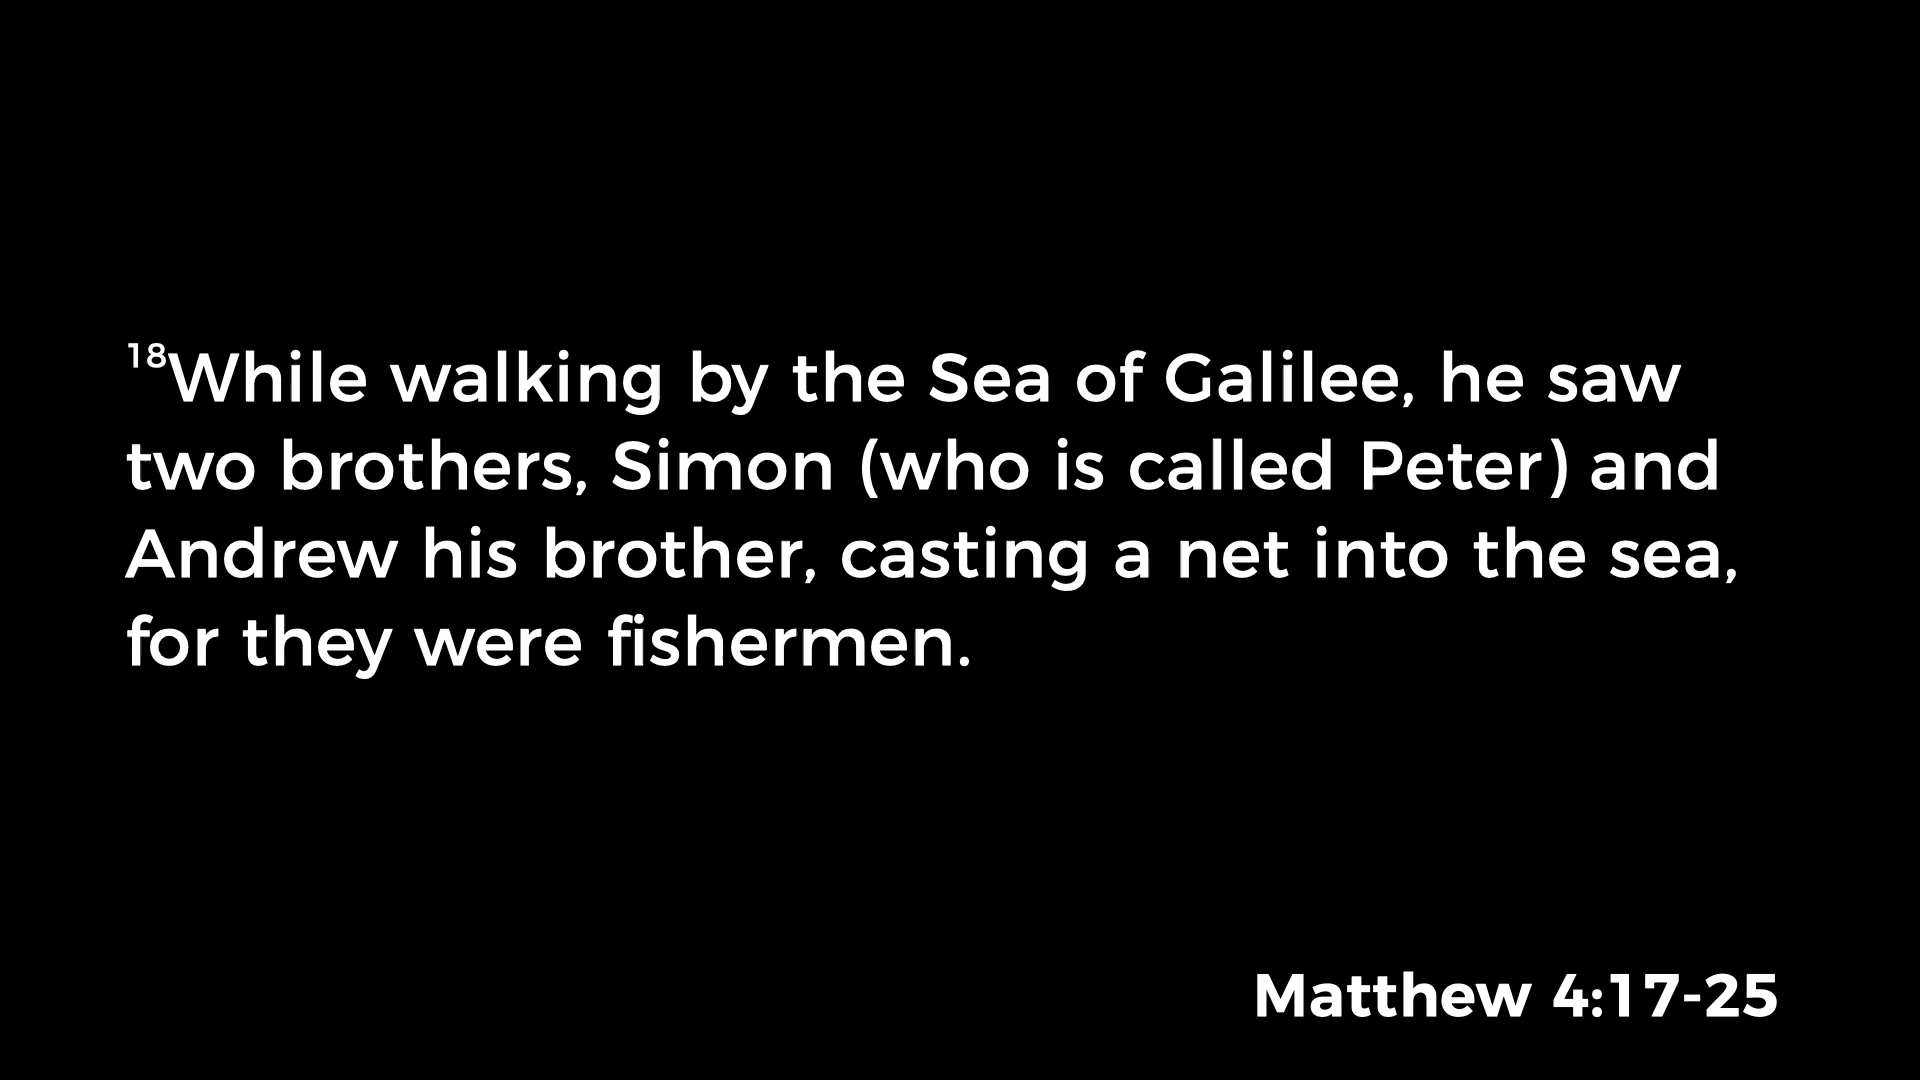 18While walking by the Sea of Galilee, he saw
two brothers, Simon (who is called Peter) and
Andrew his brother, casting a net into the sea,
for they were fishermen.
Matthew 4:17-25